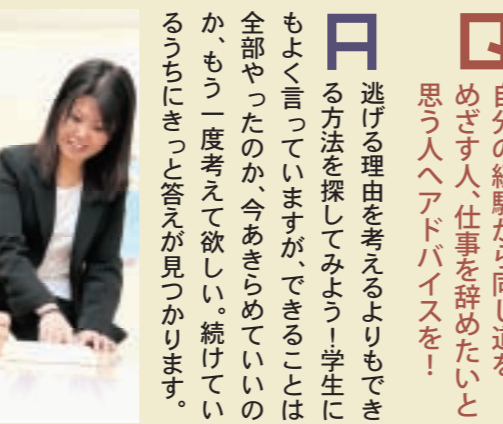 Q
自分の経験から同じ道を
めざす人、仕事を辞めたいと
思う人へアドバイスを！
A
逃げる理由を考えるよりもでき
る方法を探してみよう！学生に
もよく言っていますが、できることは
全部やったのか、今あきらめていいの
か、もう一度考えて欲しい。続けてい
るうちにきっと答えが見つかります。